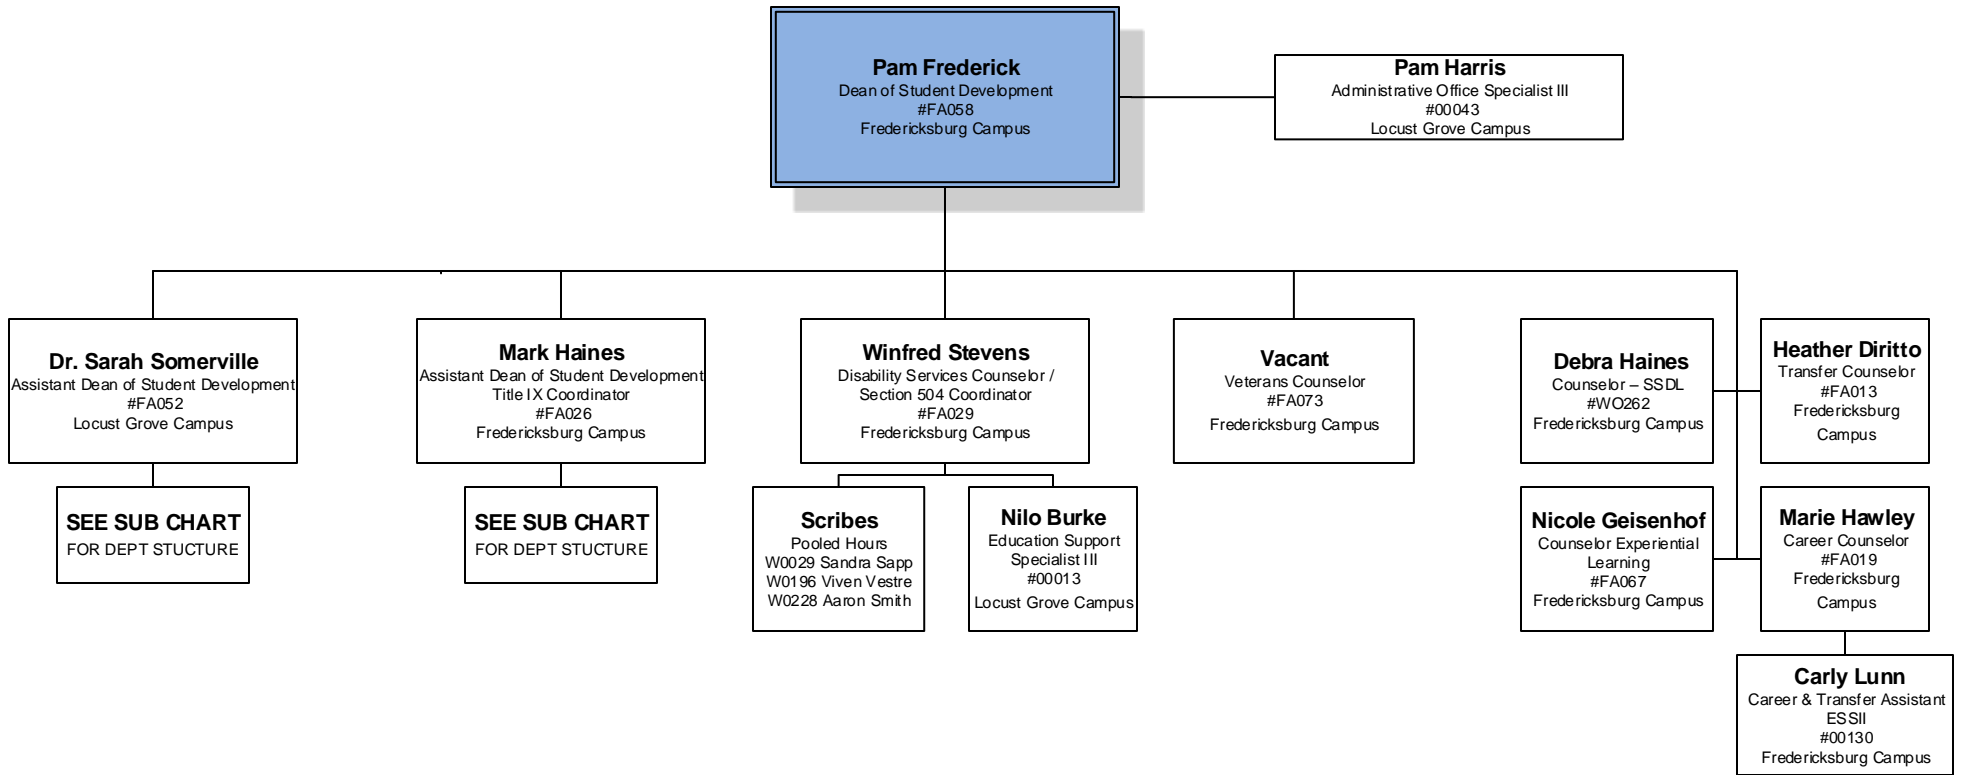 Pam Frederick
Dean of Student Development
#FA058
Fredericksburg Campus
Pam Harris
Administrative Office Specialist III
#00043
Locust Grove Campus
Dr. Sarah Somerville
Assistant Dean of Student Development
#FA052
Locust Grove Campus
Mark Haines
Assistant Dean of Student Development
Title IX Coordinator
#FA026
Fredericksburg Campus
Winfred Stevens
Disability Services Counselor /
Section 504 Coordinator
#FA029
Fredericksburg Campus
Vacant
Veterans Counselor
#FA073
Fredericksburg Campus
Debra Haines
Counselor – SSDL
#WO262
Fredericksburg Campus
Heather Diritto
Transfer Counselor
#FA013
Fredericksburg
Campus
SEE SUB CHART
FOR DEPT STUCTURE
SEE SUB CHART
FOR DEPT STUCTURE
Scribes
Pooled Hours
W0029 Sandra Sapp
W0196 Viven Vestre
W0228 Aaron Smith
Nilo Burke
Education Support
Specialist III
#00013
Locust Grove Campus
Nicole Geisenhof
Counselor Experiential
Learning
#FA067
Fredericksburg Campus
Marie Hawley
Career Counselor
#FA019
Fredericksburg
Campus
Carly Lunn
Career & Transfer Assistant
ESSII
#00130
Fredericksburg Campus